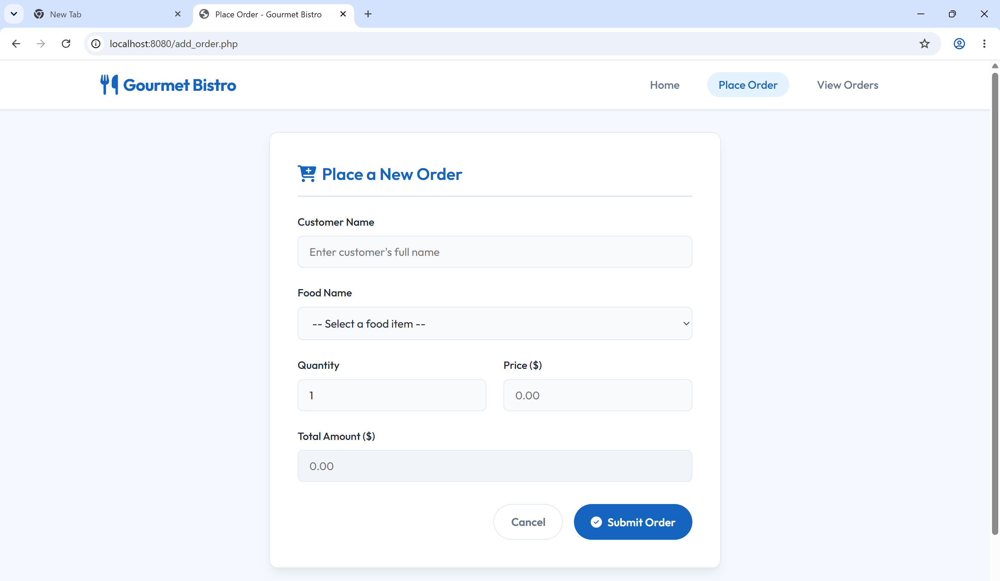 New Tab
Place Order - Gourmet Bistro
localhost:8080/add_order.php
Gourmet Bistro
Home
Place Order
View Orders
Place a New Order
Customer Name
Enter customer's full name
Food Name
-- Select a food item --
Quantity
Price ($)
1
0.00
Total Amount ($)
0.00
Cancel
Submit Order